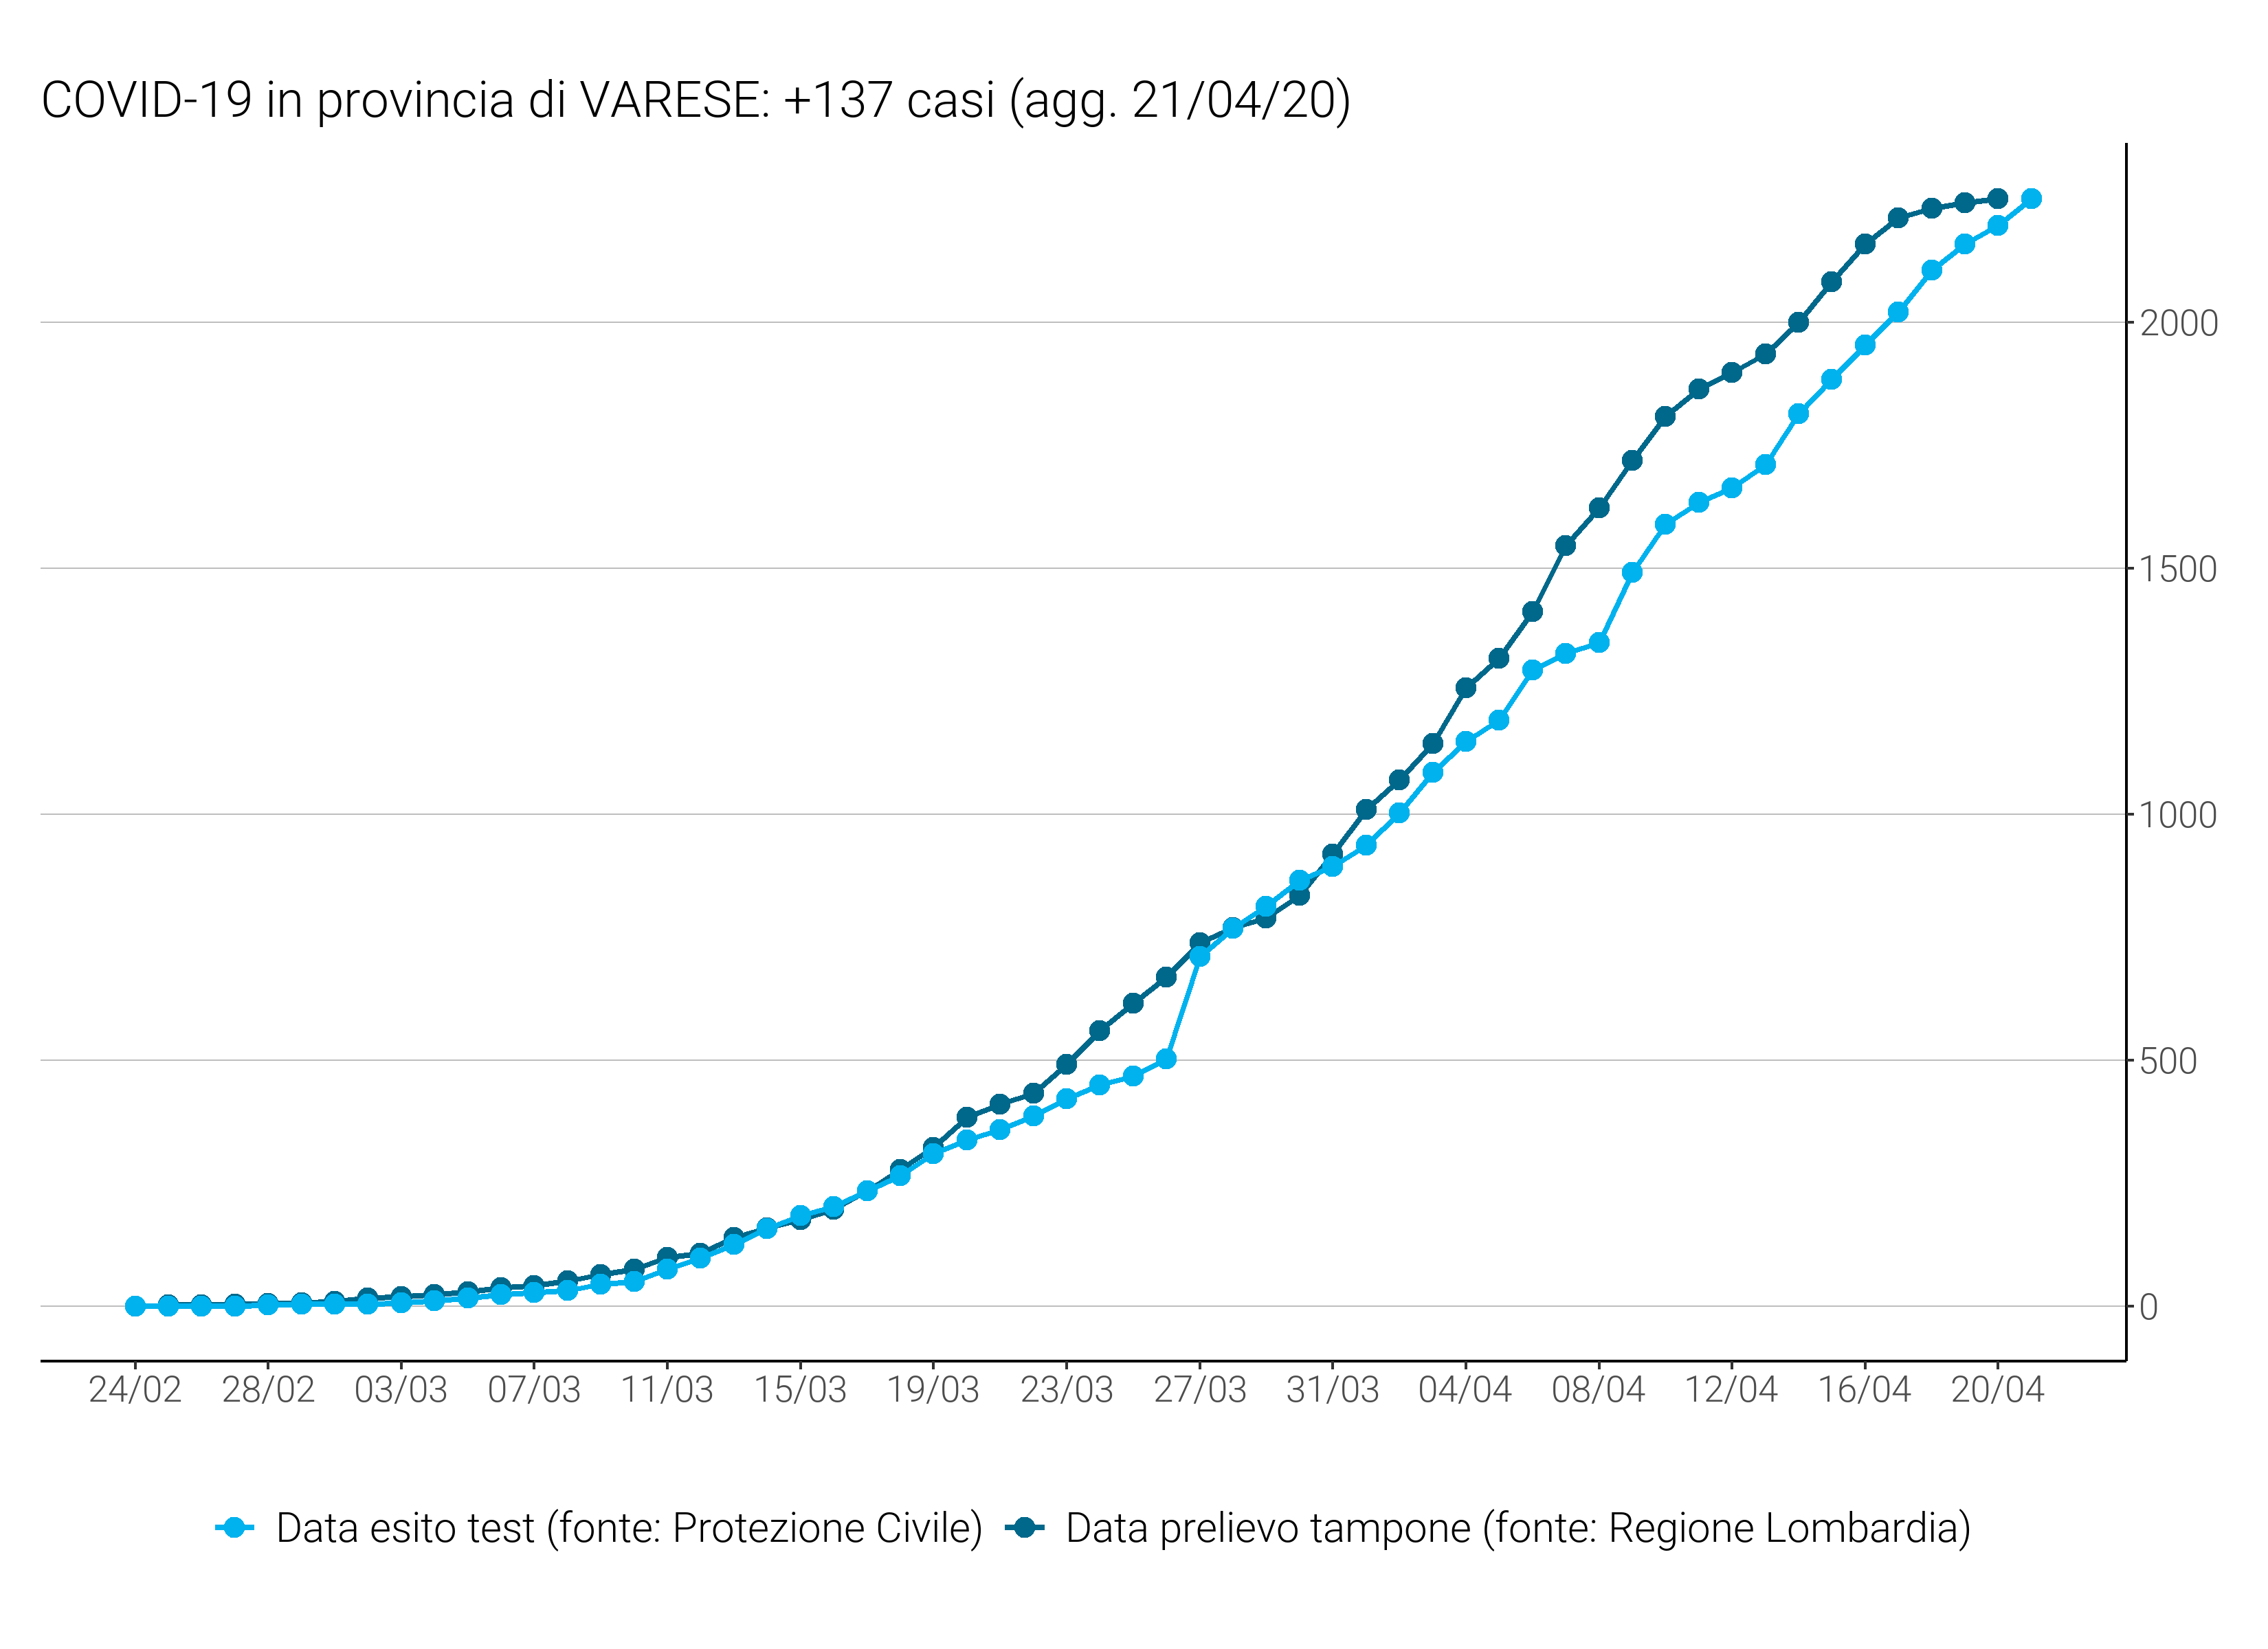 COVID-19 in provincia di VARESE: +137 casi (agg. 21/04/20)
2000
1500
1000
500
0
24/02 28/02 03/03 07/03 11/03 15/03 19/03 23/03 27/03 31/03 04/04 08/04 12/04 16/04 20/04
Data esito test (fonte: Protezione Civile) Data prelievo tampone (fonte: Regione Lombardia)